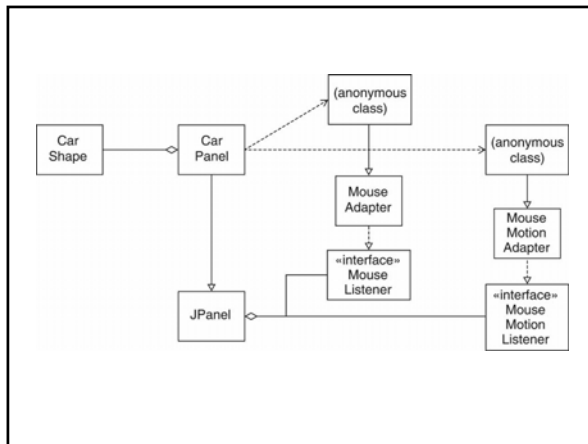 (anonymous
class)
Car
Shape
Car
Panel
(anonymous
class)
Mouse
Adapter
Mouse
Motion
Adapter
«interface»
Mouse
Listener
JPanel
«interface»
Mouse
Motion
Listener